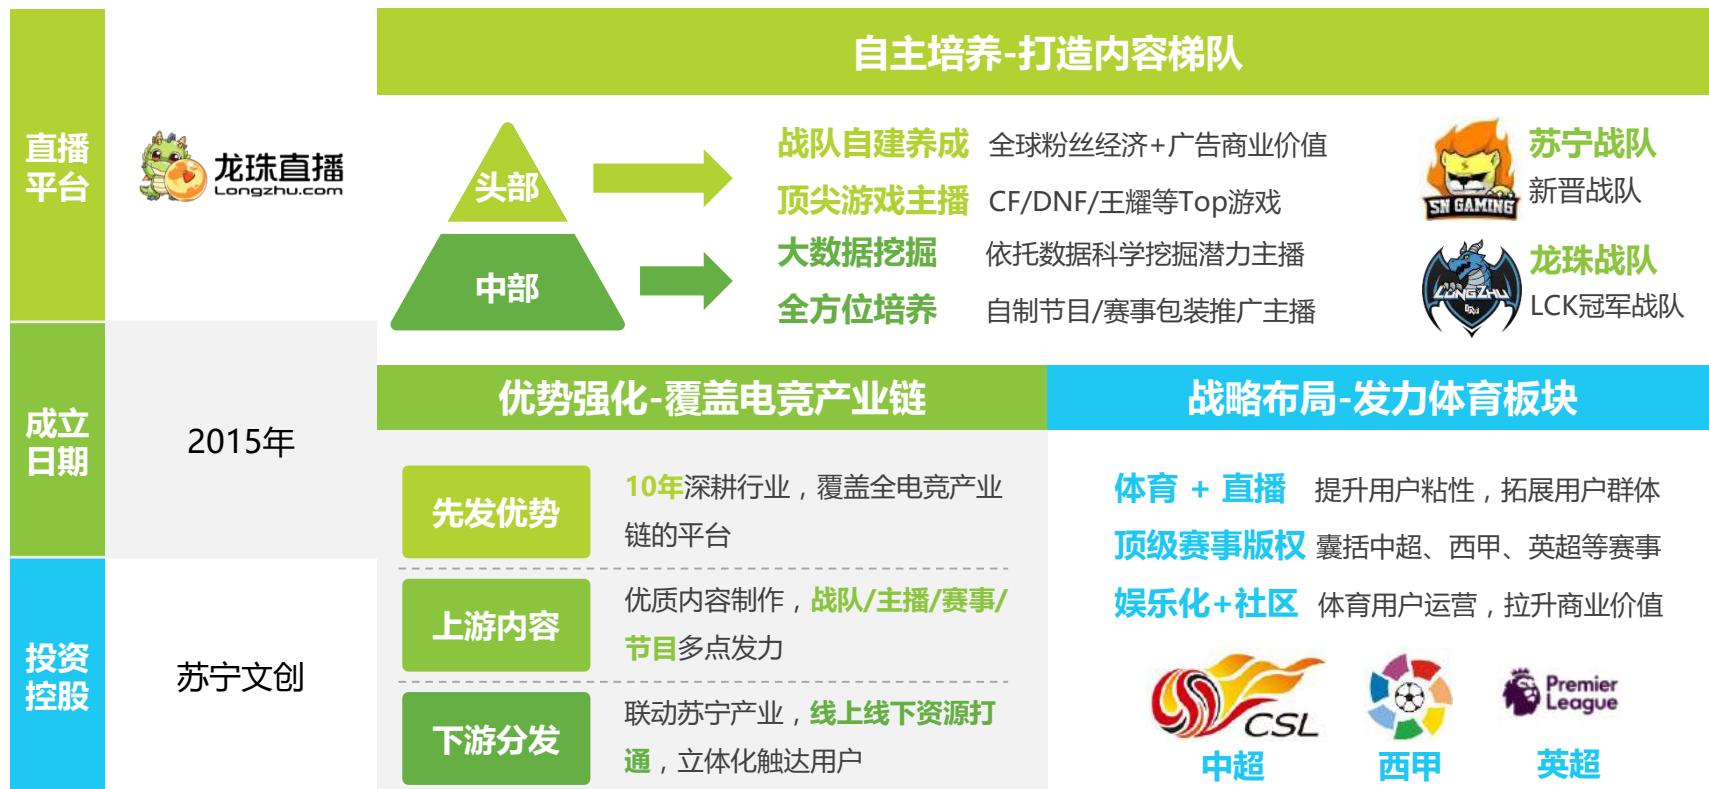 直播
平台
龙珠直播
Longzhu.com
成立
日期
2015年
投资
控股
苏宁文创
自主培养-打造内容梯队
头部
中部
战队自建养成 全球粉丝经济+广告商业价值
顶尖游戏主播 CF/DNF/王耀等Top游戏
大数据挖掘 依托数据科学挖掘潜力主播
全方位培养 自制节目/赛事包装推广主播
SN GAMING
苏宁战队
新晋战队
LONGZHU
龙珠战队
LCK冠军战队
优势强化-覆盖电竞产业链
先发优势
10年深耕行业，覆盖全电竞产业
链的平台
上游内容
优质内容制作，战队/主播/赛事/
节目多点发力
下游分发
联动苏宁产业，线上线下资源打
通，立体化触达用户
战略布局-发力体育板块
体育 + 直播 提升用户粘性，拓展用户群体
顶级赛事版权 囊括中超、西甲、英超等赛事
娱乐化+社区 体育用户运营，拉升商业价值
CSL
中超
西甲
Premier
League
英超